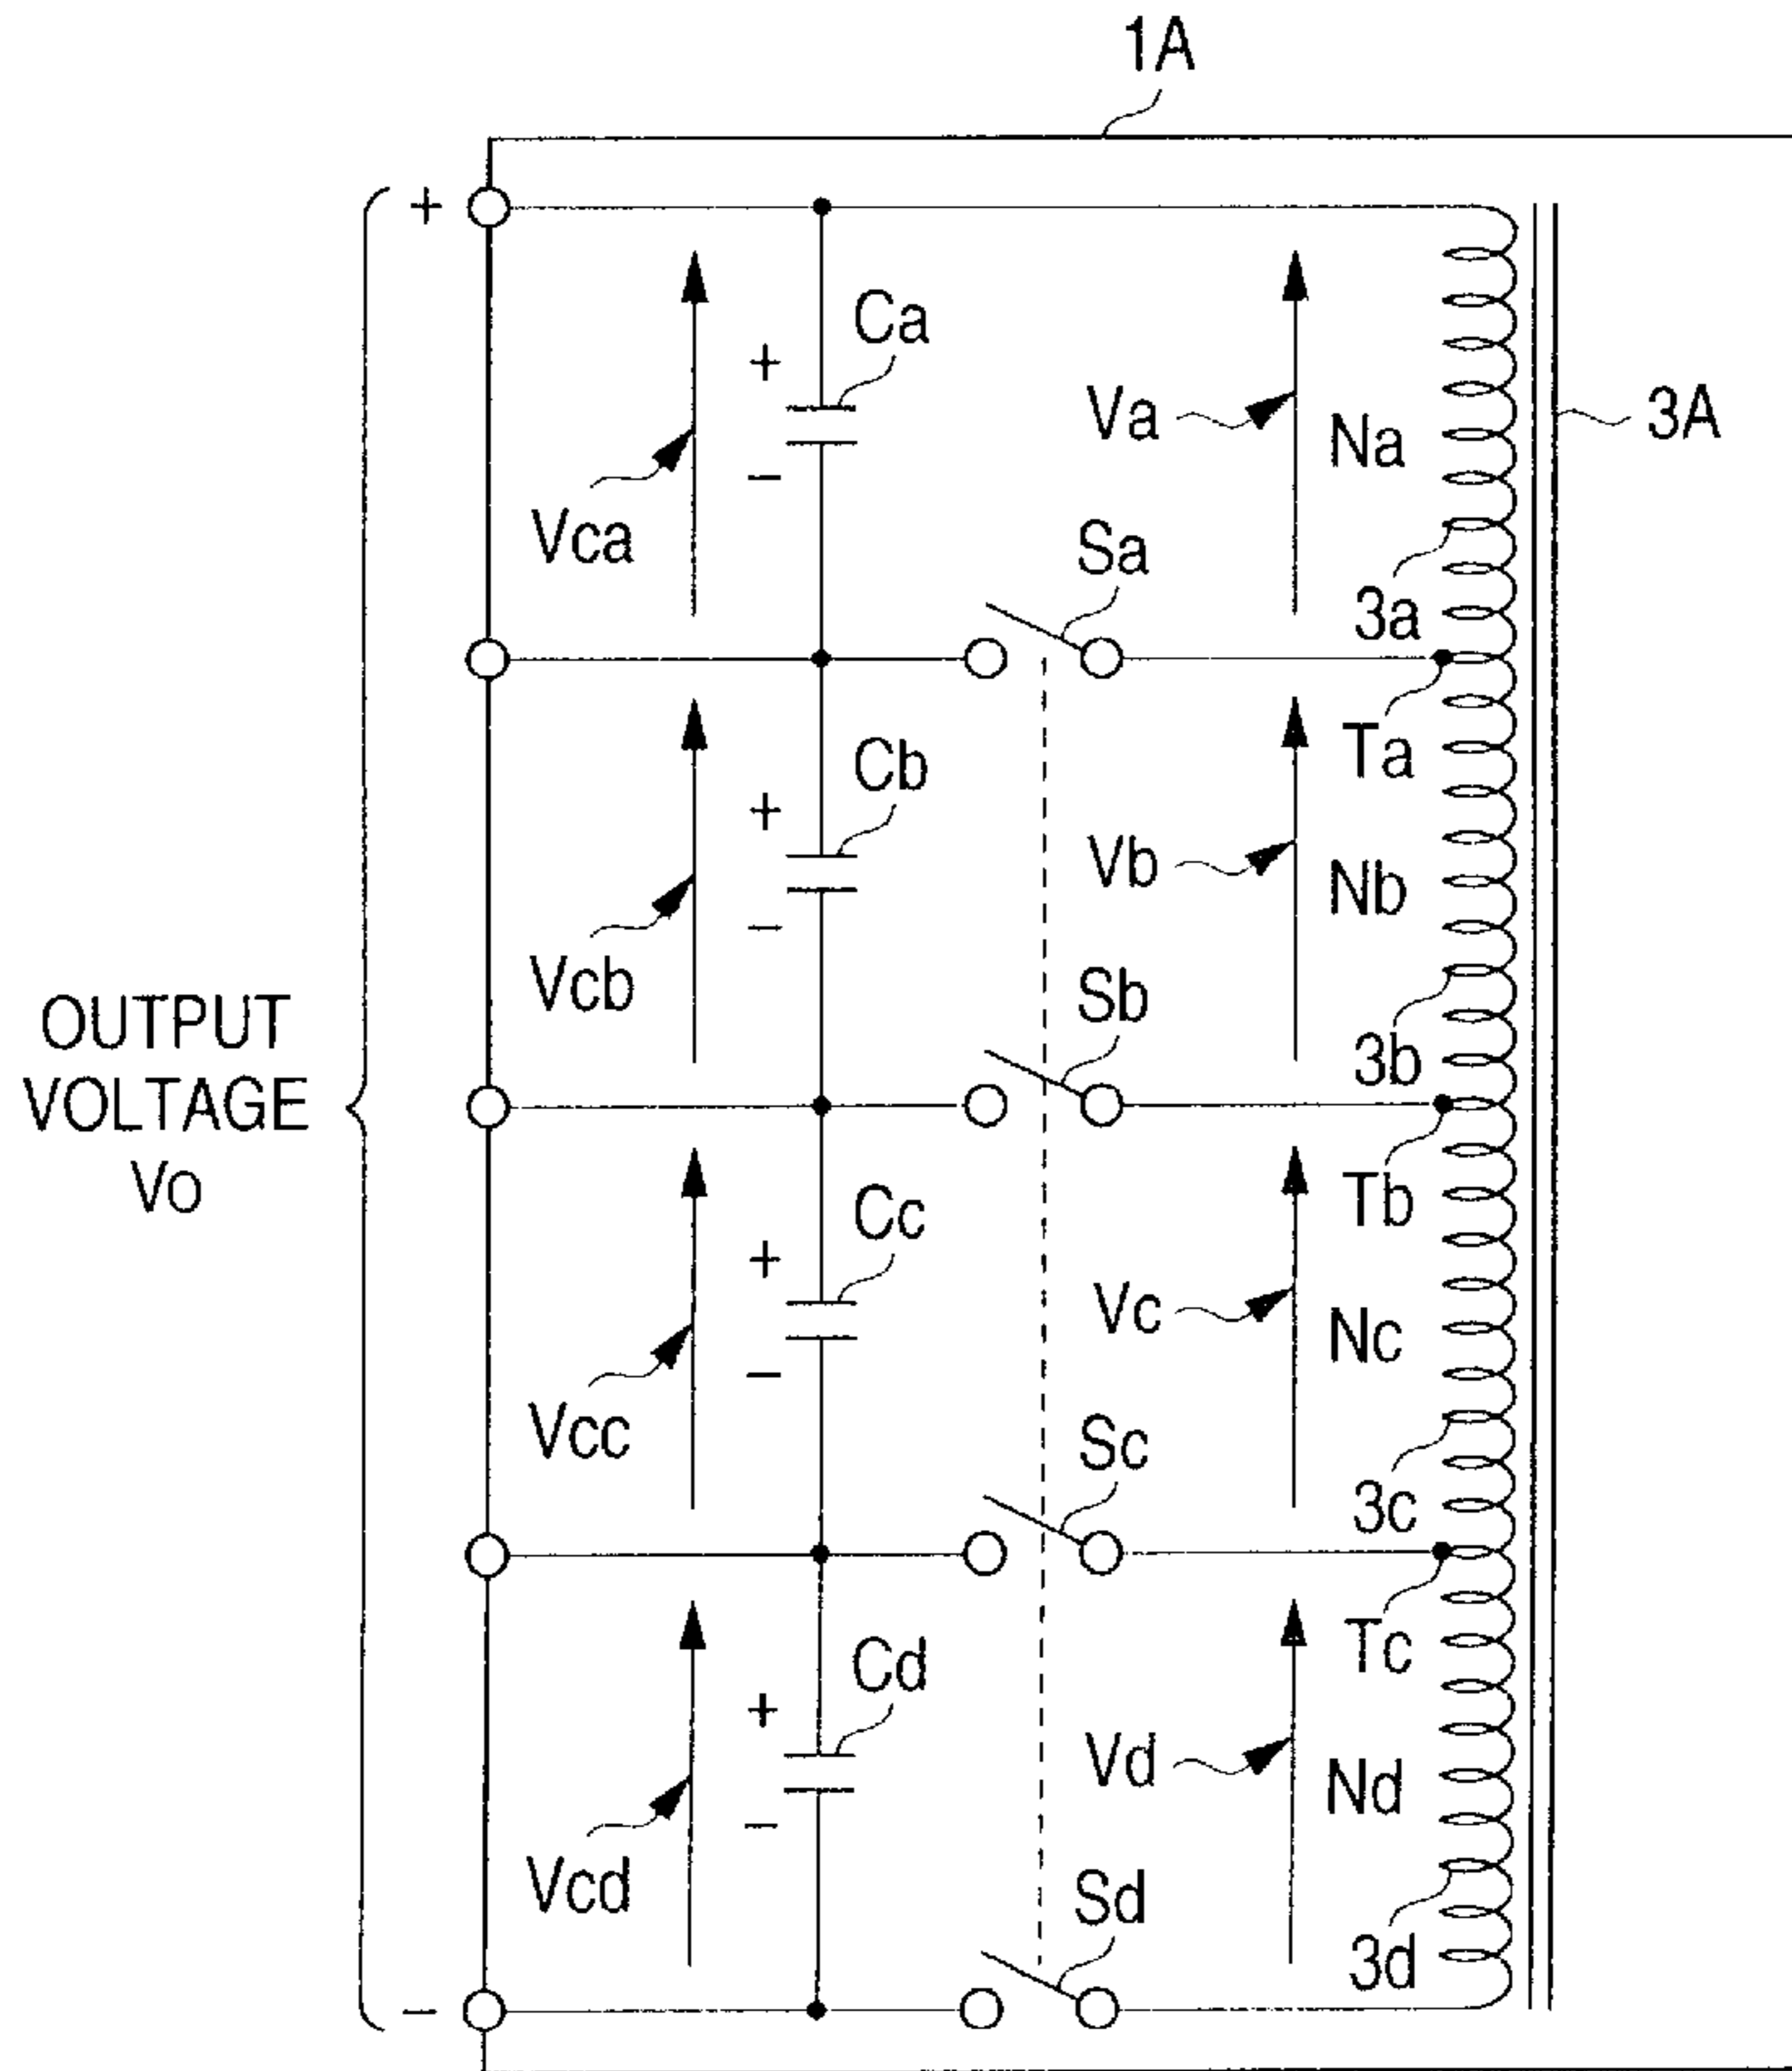 1A
+
Ca
+
Va
3A
Na
−
Vca
Sa
3a
Ta
Cb
+
Vb
Nb
−
Vcb
Sb
3b
OUTPUT
VOLTAGE
Vo
Tb
Cc
+
Vc
Nc
−
Vcc
Sc
3c
Tc
Cd
+
Vd
Nd
−
Vcd
Sd
3d
−